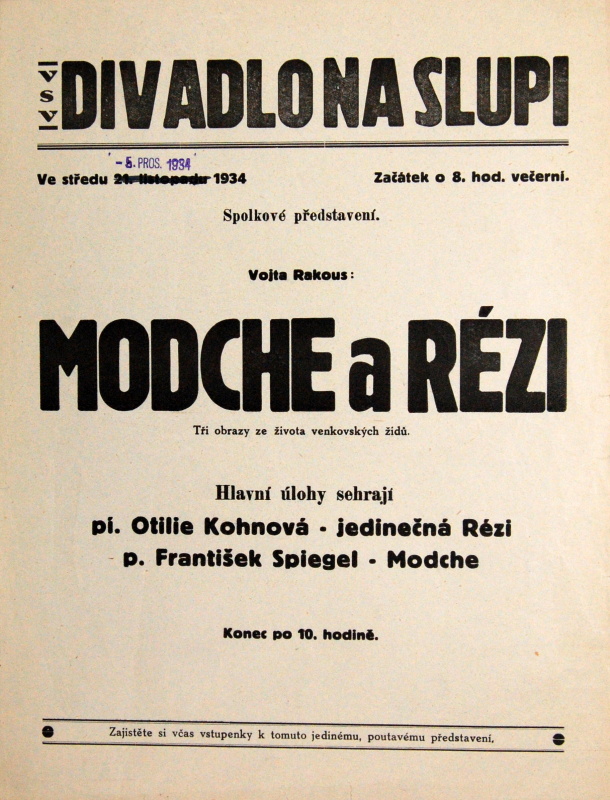 VSV DIVADLO NA SLUPI
- 5. PROS. 1934
Ve středu 21. listopadu 1934 Začátek o 8. hod. večerní.
Spolkové představení.
Vojta Rakous:
MODCHE a RÉZI
Tři obrazy ze života venkovských židů.
Hlavní úlohy sehrají
pí. Otilie Kohnová - jedinečná Rézi
p. František Spiegel - Modche
Konec po 10. hodině.
Zajistěte si včas vstupenky k tomuto jedinému, poutavému představení.